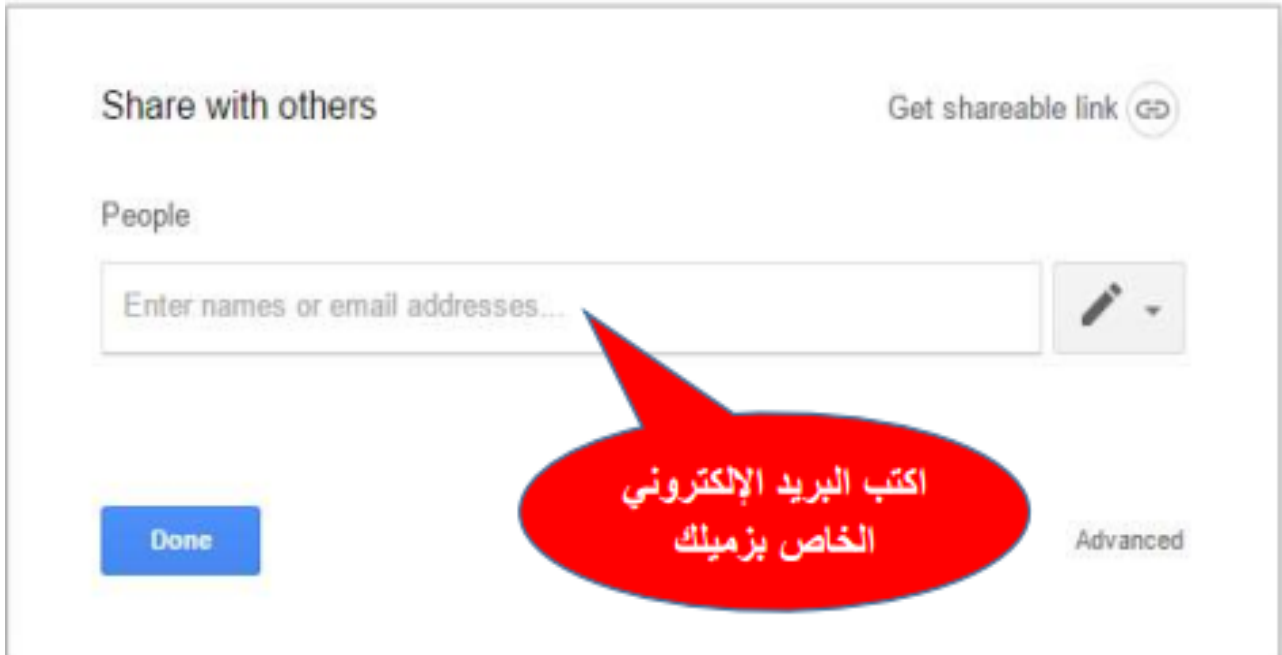 Share with others
Get shareable link
People
Enter names or email addresses...
اكتب البريد الإلكتروني
الخاص بزميلك
Done
Advanced